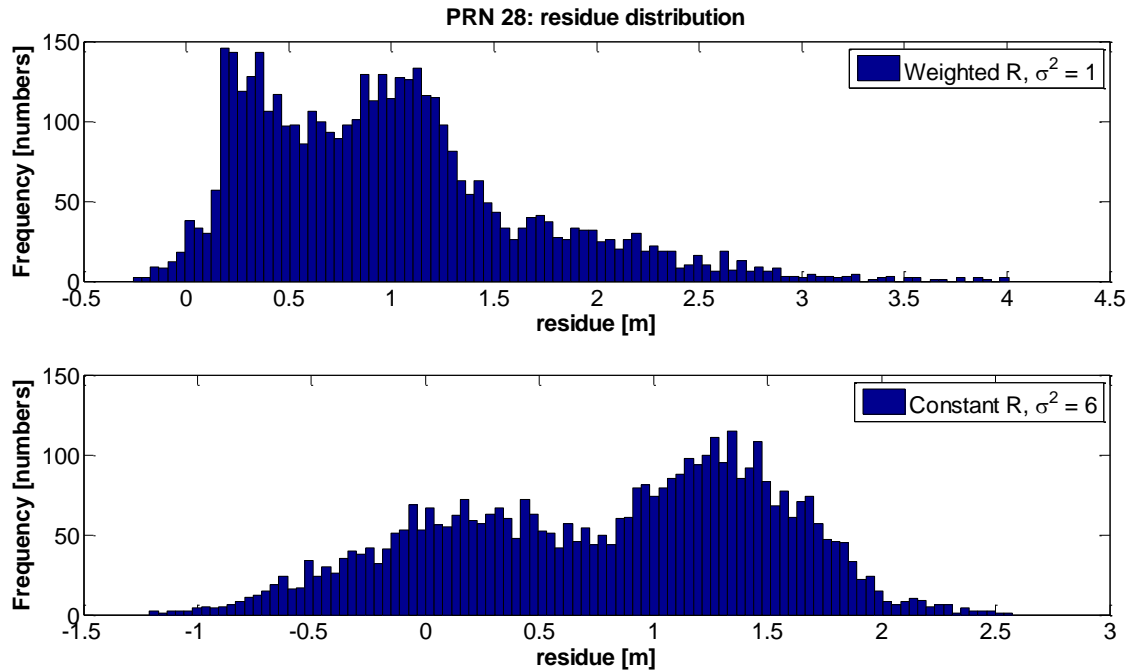 PRN 28: residue distribution
Frequency [numbers]
150
100
50
0
Weighted R, σ² = 1
-0.5 0 0.5 1 1.5 2 2.5 3 3.5 4 4.5
residue [m]
Frequency [numbers]
150
100
50
0
Constant R, σ² = 6
-1.5 -1 -0.5 0 0.5 1 1.5 2 2.5 3
residue [m]